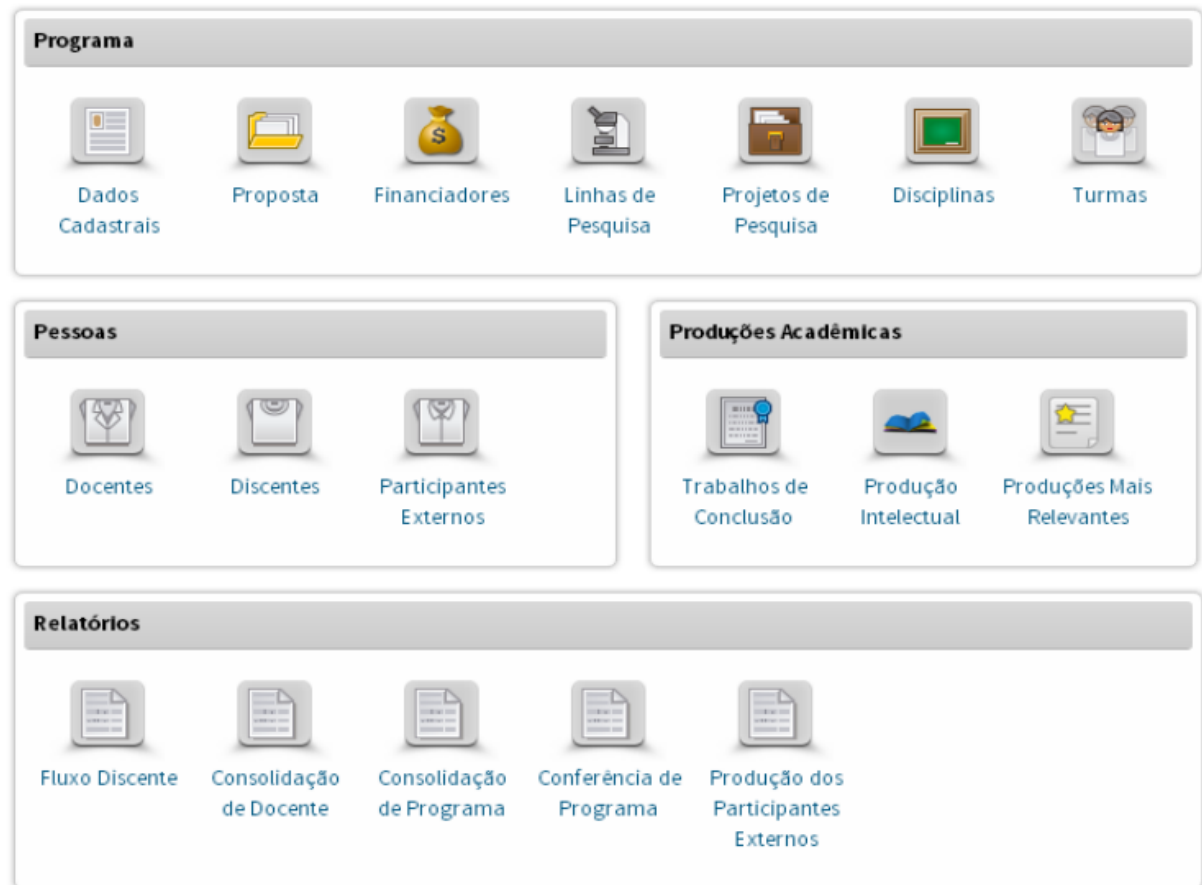 Programa
Dados Cadastrais
Proposta
Financiadores
Linhas de Pesquisa
Projetos de Pesquisa
Disciplinas
Turmas
Pessoas
Docentes
Discentes
Participantes Externos
Produções Acadêmicas
Trabalhos de Conclusão
Produção Intelectual
Produções Mais Relevantes
Relatórios
Fluxo Discente
Consolidação de Docente
Consolidação de Programa
Conferência de Programa
Produção dos Participantes Externos